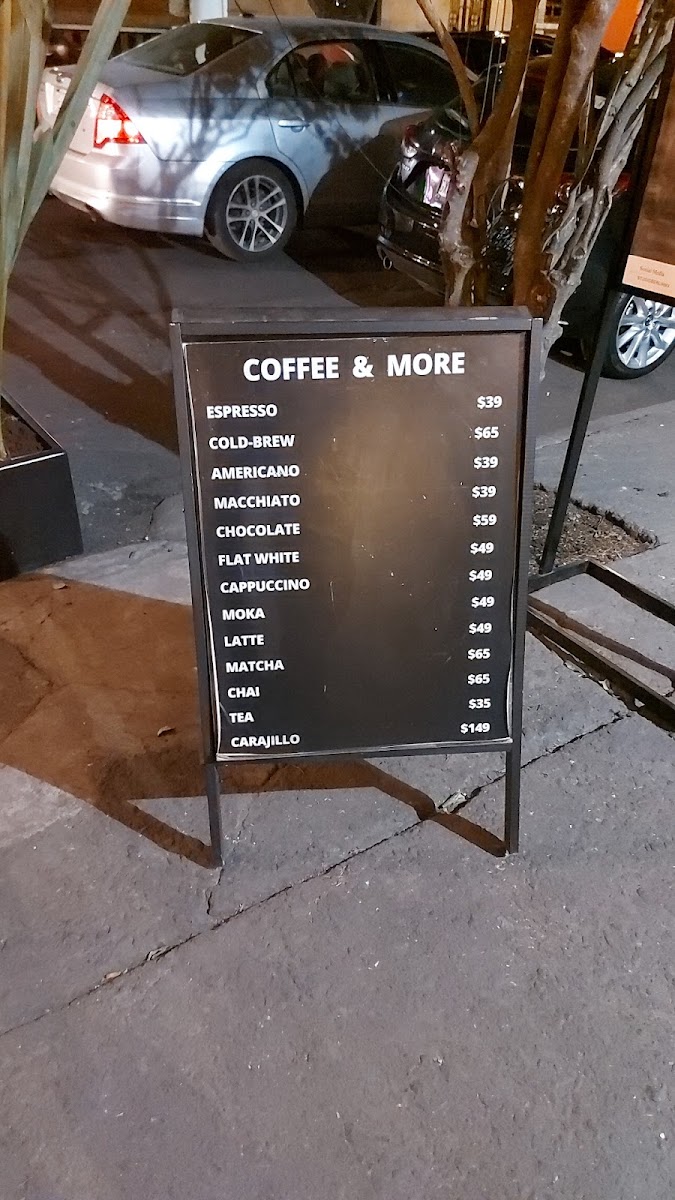 COFFEE & MORE
ESPRESSO $39
COLD-BREW $65
AMERICANO $39
MACCHIATO $39
CHOCOLATE $59
FLAT WHITE $49
CAPPUCCINO $49
MOKA $49
LATTE $49
MATCHA $65
CHAI $65
TEA $35
CARAJILLO $149